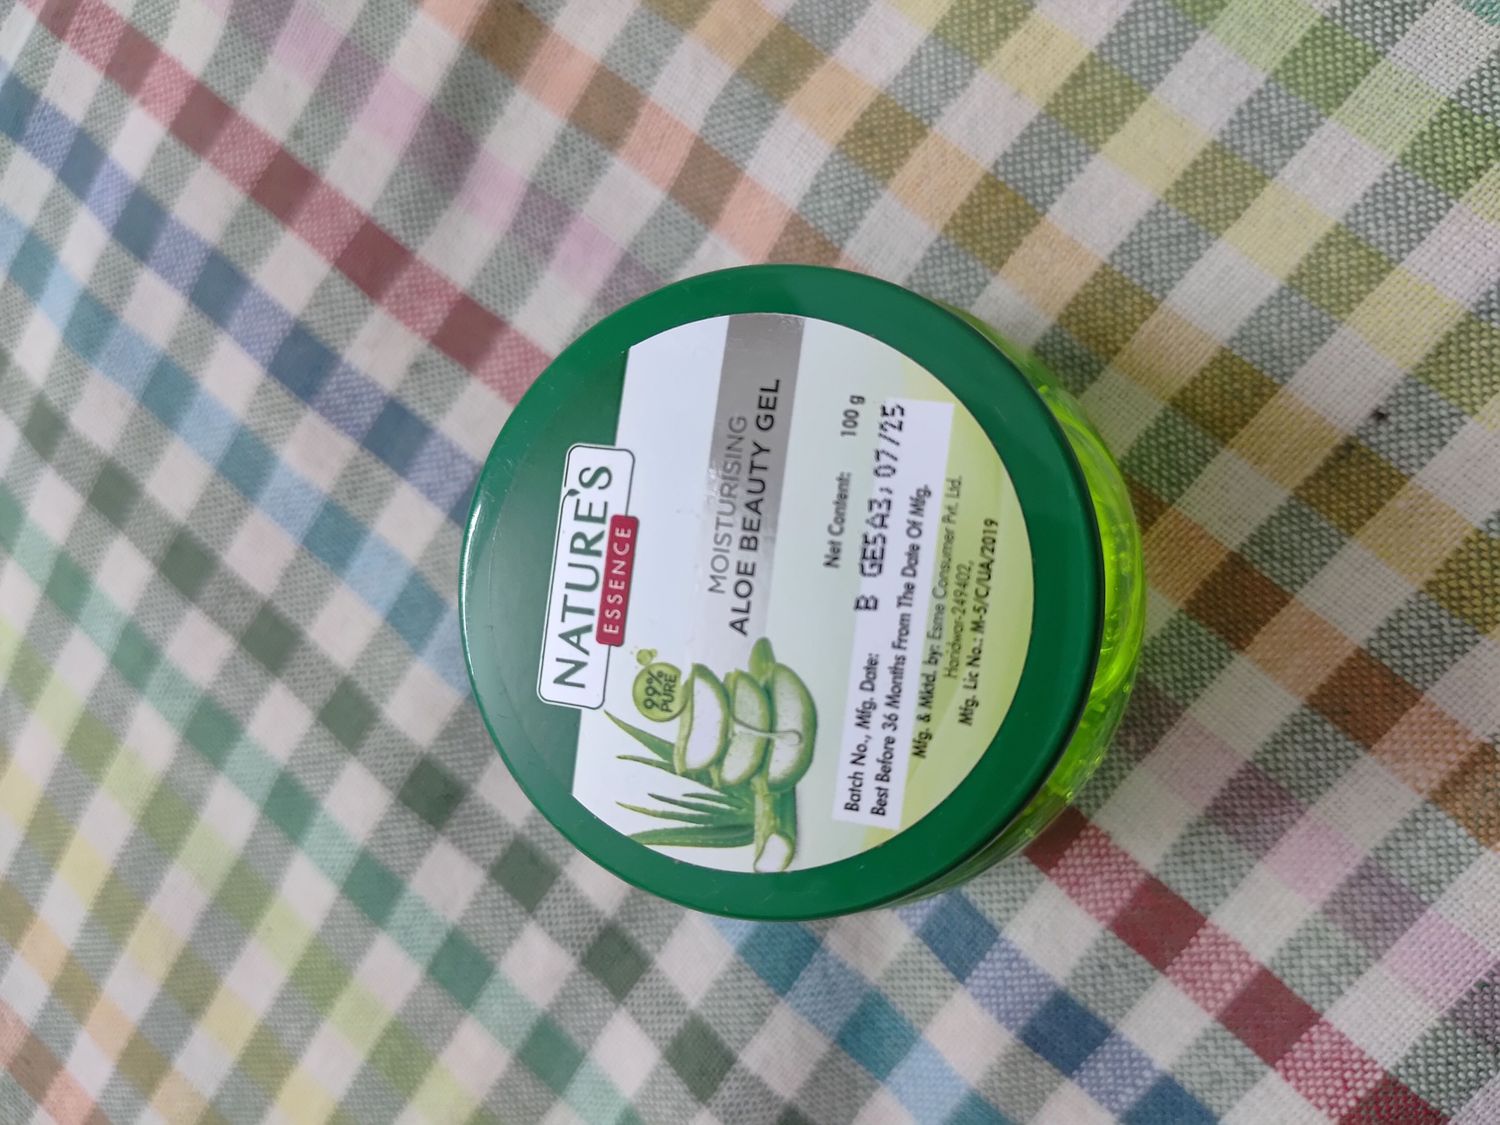 NATURE'S
ESSENCE
99%
PURE
MOISTURISING
ALOE BEAUTY GEL
Net Content: 100 g
Batch No., Mfg. Date: B GE5A3; 07/25
Best Before 36 Months From The Date Of Mfg.
Mfg. & Mktd. by: Esme Consumer Pvt. Ltd.
Haridwar-249402,
Mfg. Lic No.: M-5/C/UA/2019